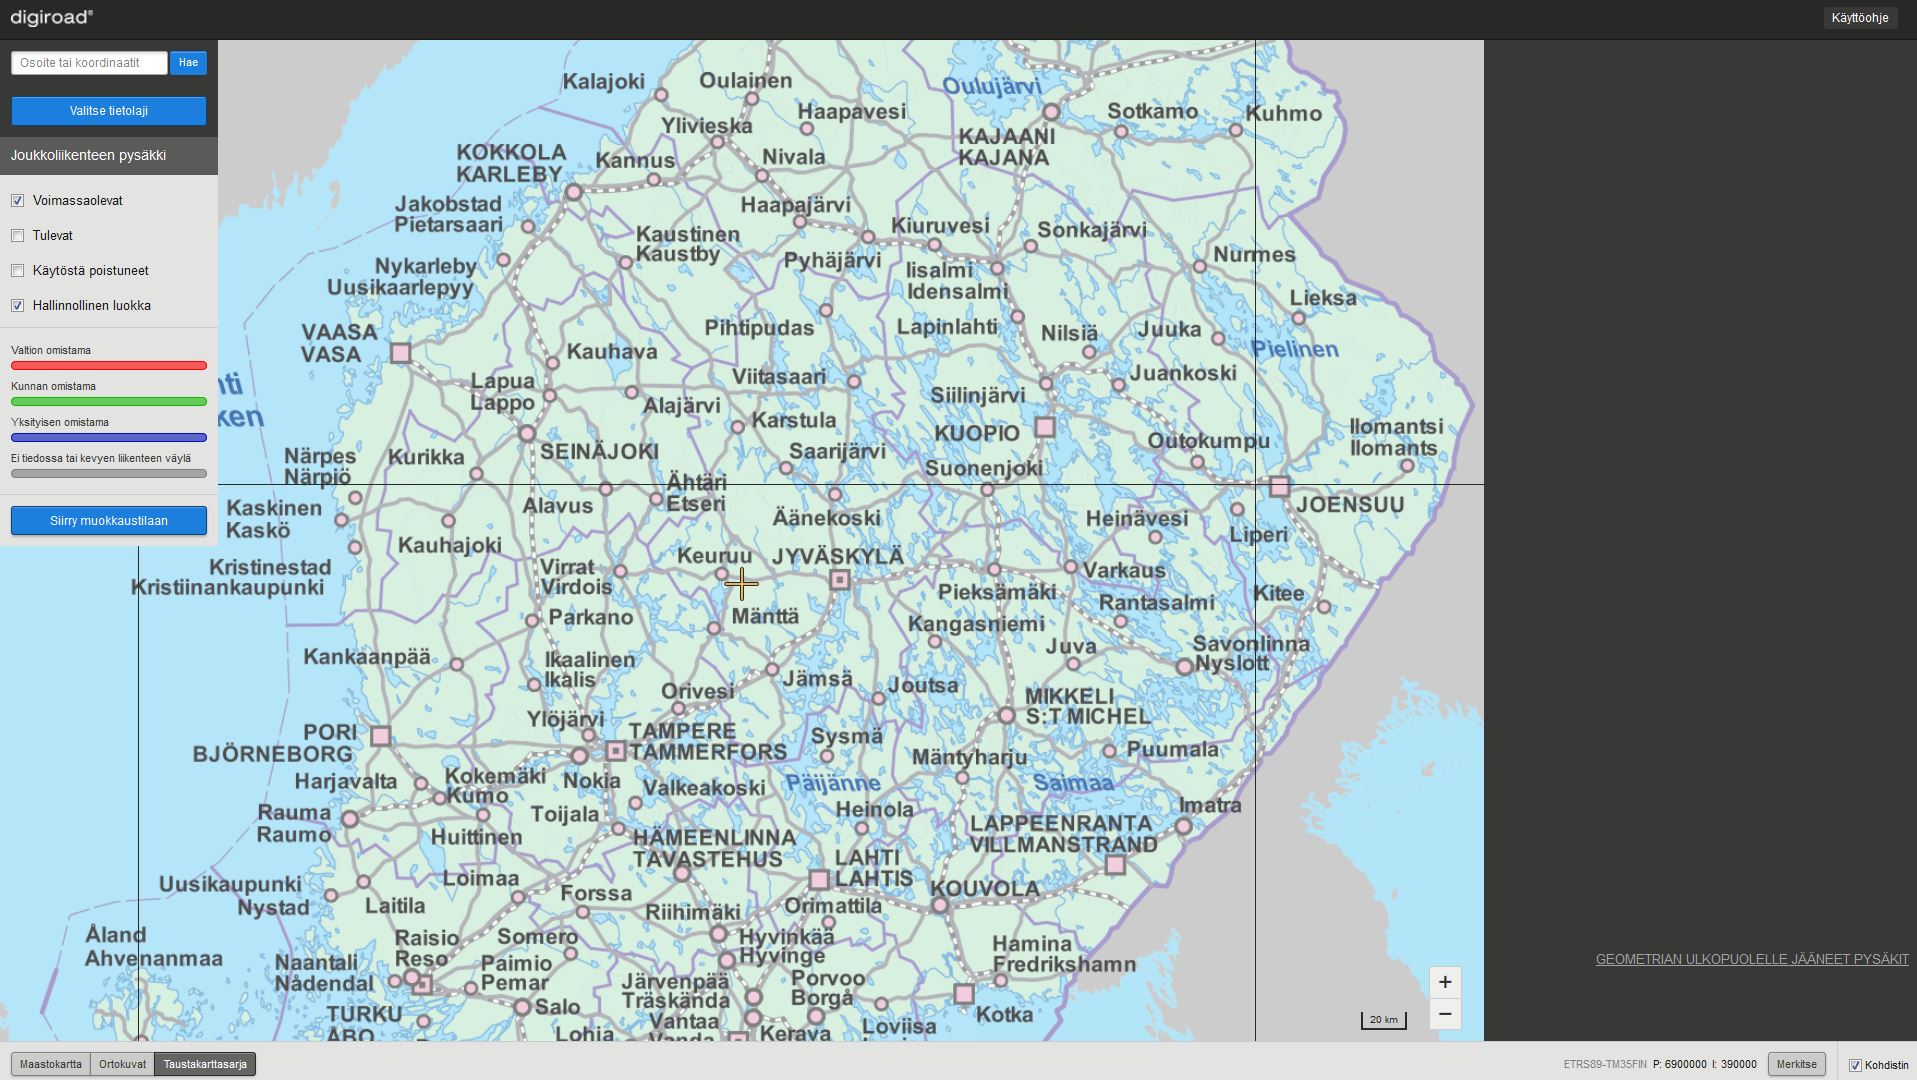 digiroad®
Käyttöohje
Osoite tai koordinaatit
Hae
Valitse tietolaji
Joukkoliikenteen pysäkki
Voimassaolevat
Tulevat
Käytöstä poistuneet
Hallinnollinen luokka
Valtion omistama
Kunnan omistama
Yksityisen omistama
Ei tiedossa tai kevyen liikenteen väylä
Siirry muokkaustilaan
Kalajoki
Oulainen
Oulujärvi
Haapavesi
Sotkamo
Kuhmo
Ylivieska
KAJAANI
KAJANA
KOKKOLA
KARLEBY
Kannus
Nivala
Jakobstad
Pietarsaari
Haapajärvi
Kaustinen
Kaustby
Kiuruvesi
Sonkajärvi
Pyhäjärvi
Nurmes
Nykarleby
Uusikaarlepyy
Iisalmi
Idensalmi
Lieksa
VAASA
VASA
Pihtipudas
Lapinlahti
Nilsiä
Juuka
Pielinen
Kauhava
Viitasaari
Juankoski
Lapua
Lappo
Alajärvi
Siilinjärvi
nti
ken
Karstula
KUOPIO
Outokumpu
Ilomantsi
Ilomants
Närpes
Närpiö
Kurikka
SEINÄJOKI
Saarijärvi
Suonenjoki
Ähtäri
Etseri
Kaskinen
Kaskö
Alavus
Äänekoski
Heinävesi
JOENSUU
Liperi
Kauhajoki
Keuruu
JYVÄSKYLÄ
Kristinestad
Kristiinankaupunki
Virrat
Virdois
Varkaus
Pieksämäki
Rantasalmi
Kitee
Parkano
Mänttä
Kangasniemi
Juva
Savonlinna
Nyslott
Kankaanpää
Ikaalinen
Ikalis
Orivesi
Jämsä
Joutsa
MIKKELI
S:T MICHEL
Ylöjärvi
PORI
BJÖRNEBORG
TAMPERE
TAMMERFORS
Sysmä
Mäntyharju
Puumala
Harjavalta
Kokemäki
Kumo
Nokia
Valkeakoski
Päijänne
Saimaa
Rauma
Raumo
Toijala
Heinola
Imatra
Huittinen
HÄMEENLINNA
TAVASTEHUS
LAPPEENRANTA
VILLMANSTRAND
LAHTI
LAHTIS
Uusikaupunki
Nystad
Loimaa
Forssa
KOUVOLA
Laitila
Riihimäki
Orimattila
Åland
Ahvenanmaa
Raisio
Reso
Somero
Hyvinkää
Hyvinge
Hamina
Fredrikshamn
Naantali
Nådendal
Paimio
Pemar
Järvenpää
Träskända
Porvoo
Borgå
TURKU
ÅBO
Salo
Vantaa
Vanda
Kerava
Loviisa
Kotka
Lohja
GEOMETRIAN ULKOPUOLELLE JÄÄNEET PYSÄKIT
+
−
20 km
Maastokartta
Ortokuvat
Taustakarttasarja
ETRS89-TM35FIN P: 6900000 I: 390000
Merkitse
Kohdistin